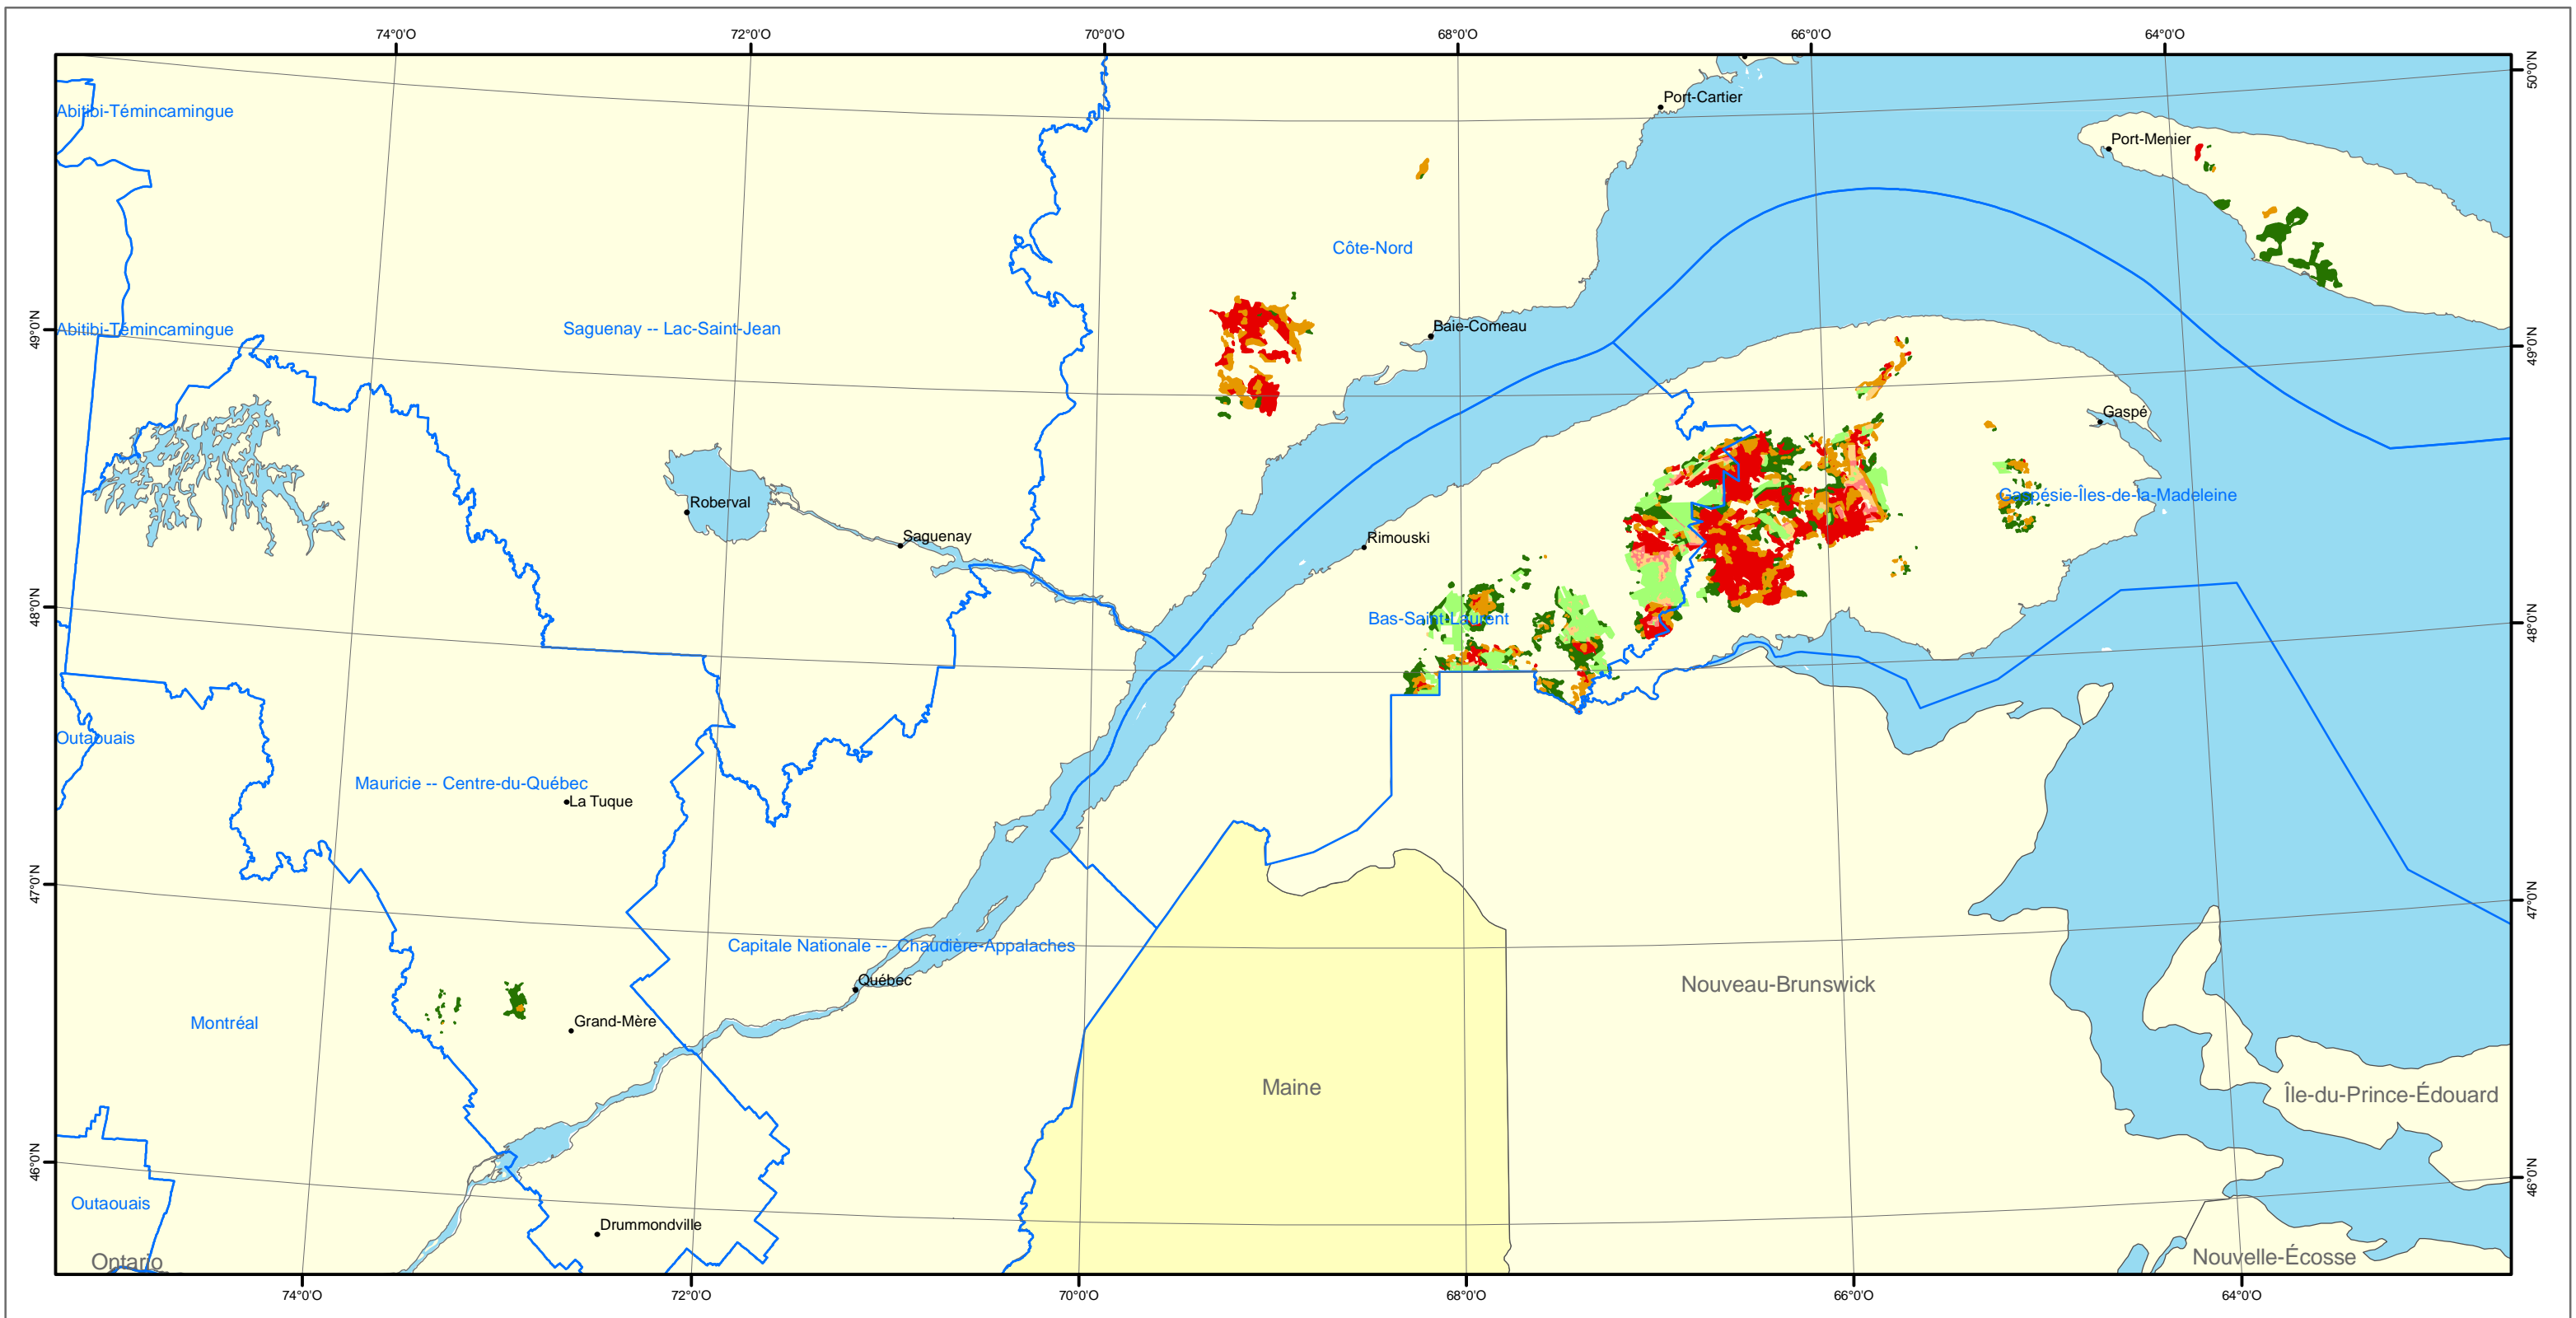 74°0'O
72°0'O
70°0'O
68°0'O
66°0'O
64°0'O
50°0'N
Port-Cartier
Abitibi-Témincamingue
Port-Menier
Côte-Nord
49°0'N
Abitibi-Témincamingue
Saguenay -- Lac-Saint-Jean
Baie-Comeau
49°0'N
Gaspé
Roberval
Gaspésie-Îles-de-la-Madeleine
Saguenay
Rimouski
48°0'N
Bas-Saint-Laurent
48°0'N
Outaouais
Mauricie -- Centre-du-Québec
La Tuque
47°0'N
47°0'N
Capitale Nationale -- Chaudière-Appalaches
Québec
Nouveau-Brunswick
Montréal
Grand-Mère
Maine
Île-du-Prince-Édouard
46°0'N
46°0'N
Outaouais
Drummondville
Ontario
Nouvelle-Écosse
74°0'O
72°0'O
70°0'O
68°0'O
66°0'O
64°0'O